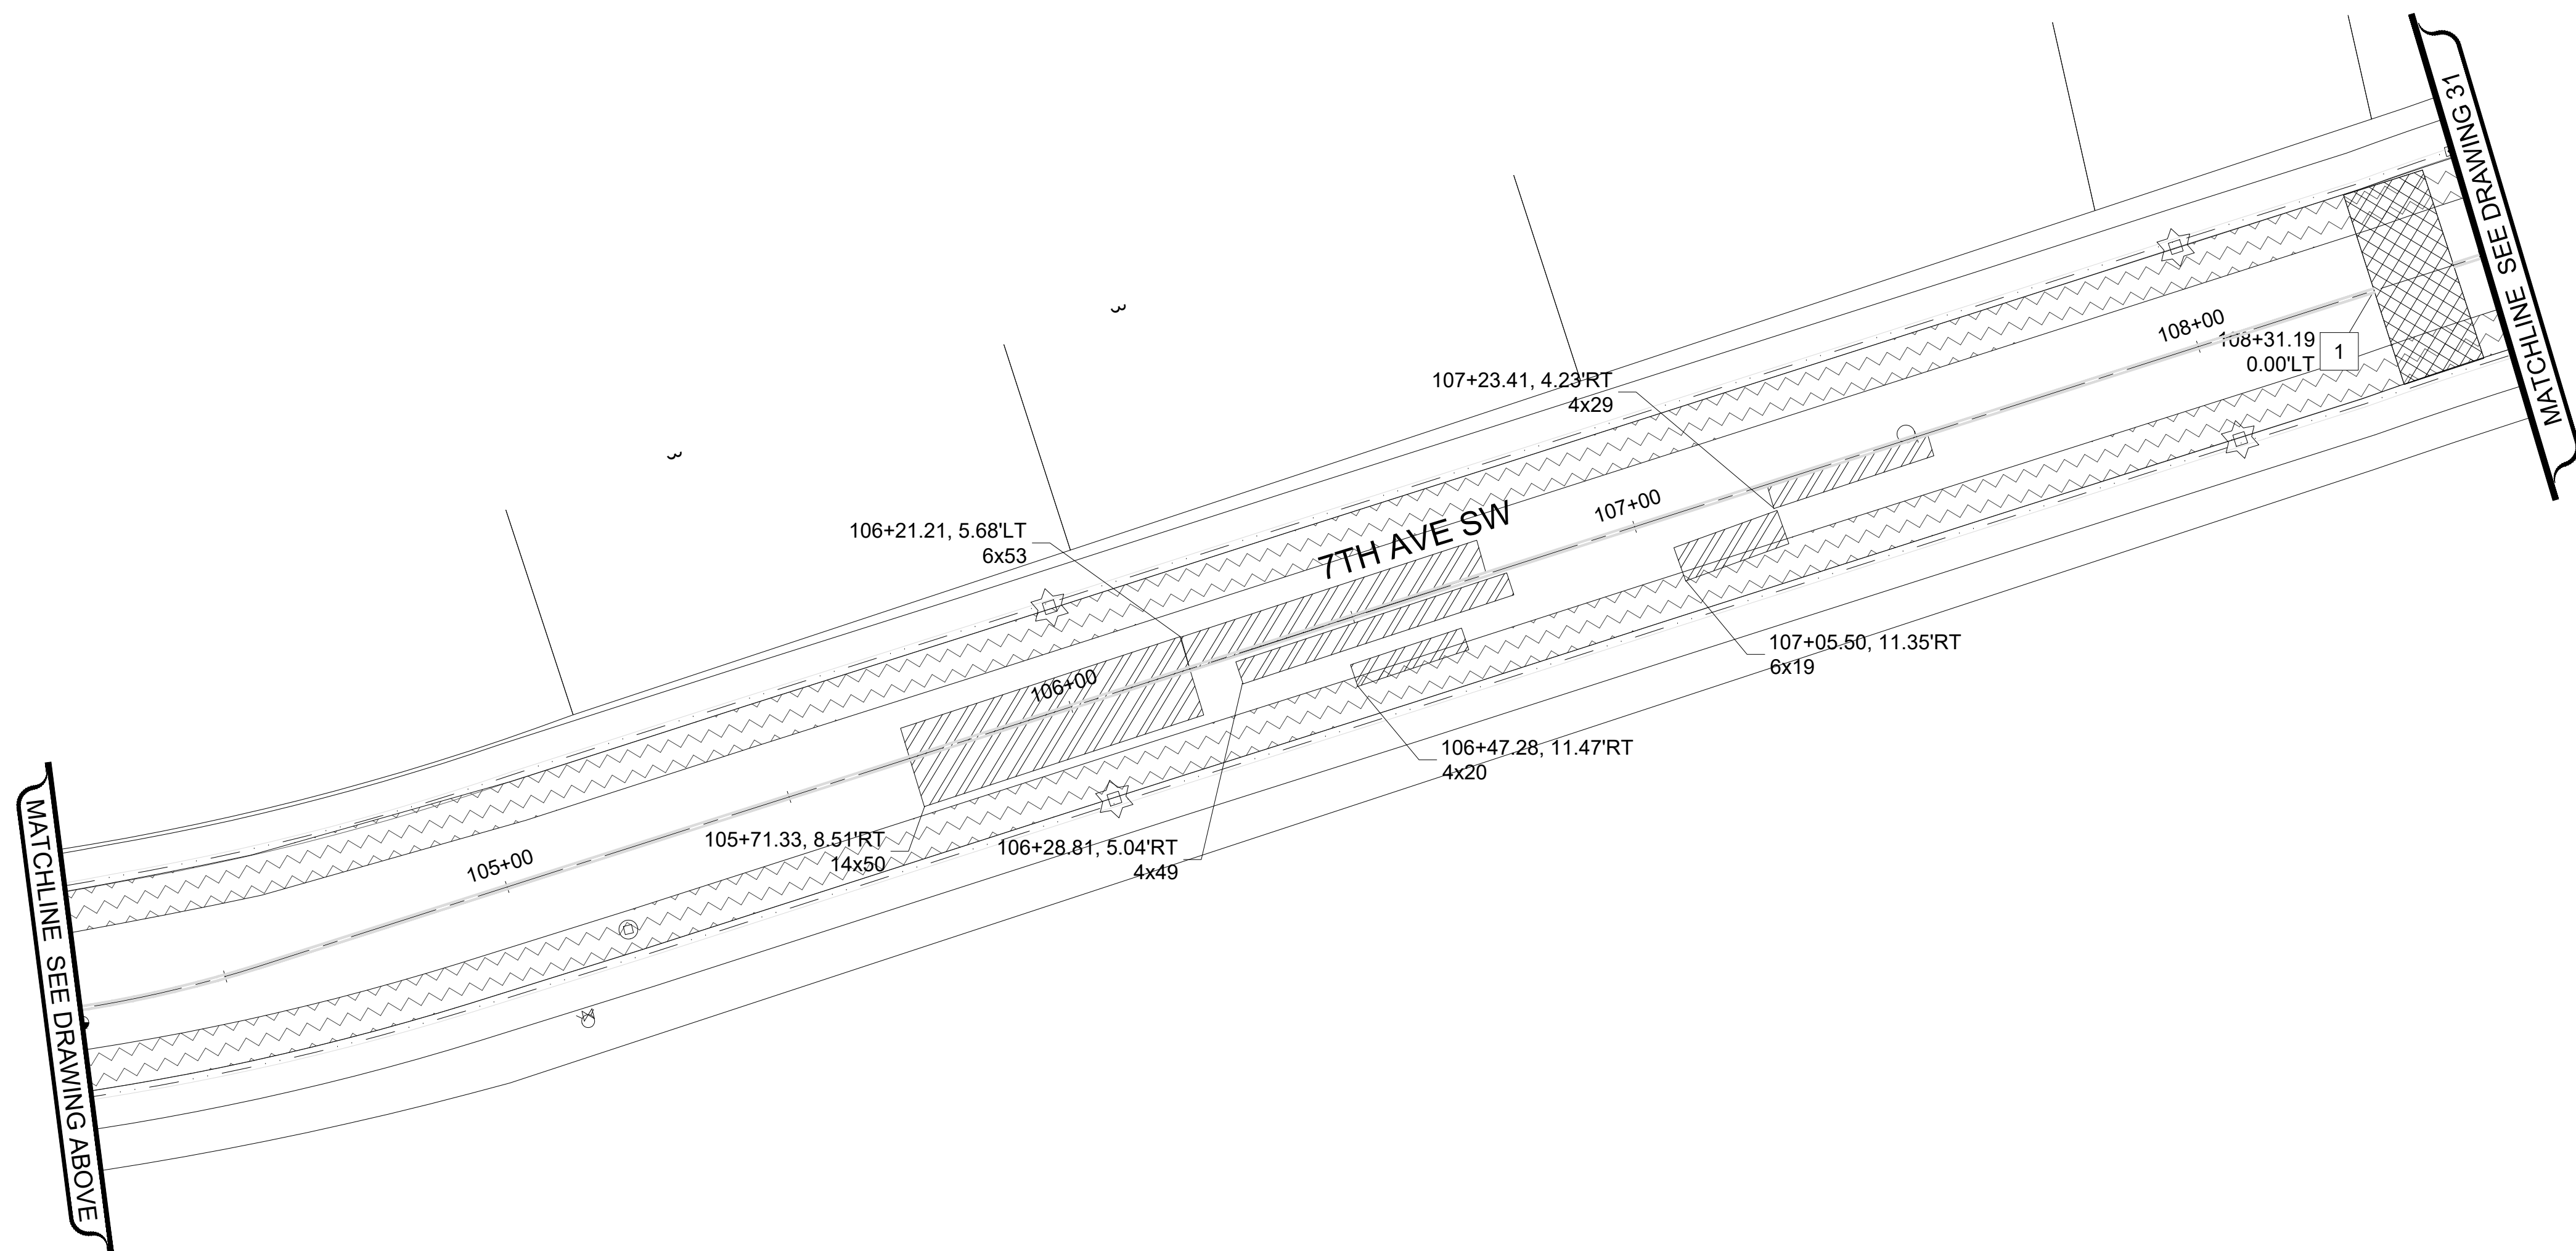 MATCHLINE SEE DRAWING 31
108+00
108+31.19
0.00'LT
1
107+23.41, 4.23'RT
4x29
107+00
7TH AVE SW
106+21.21, 5.68'LT
6x53
107+05.50, 11.35'RT
6x19
106+00
106+47.28, 11.47'RT
4x20
105+71.33, 8.51'RT
14x50
106+28.81, 5.04'RT
4x49
105+00
MATCHLINE SEE DRAWING ABOVE